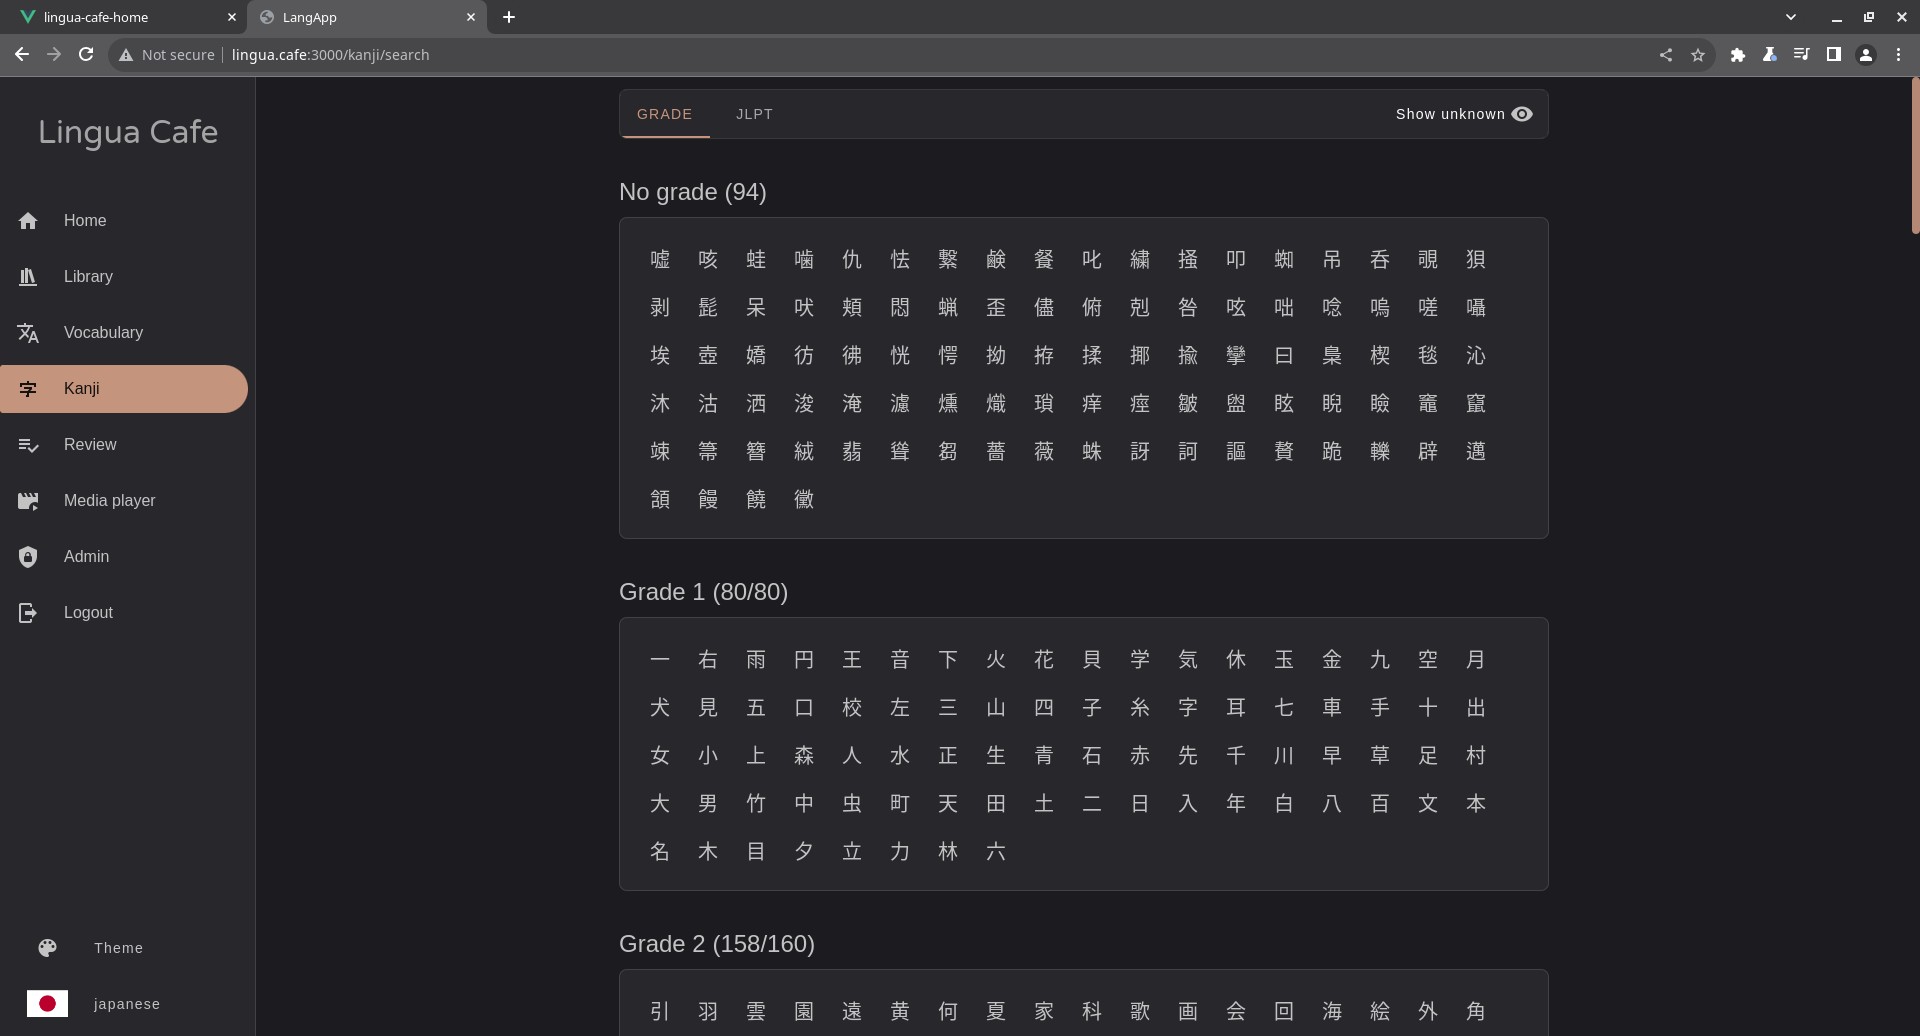 lingua-cafe-home
LangApp
Not secure
lingua.cafe:3000/kanji/search
Lingua Cafe
Home
Library
Vocabulary
Kanji
Review
Media player
Admin
Logout
Theme
japanese
GRADE JLPT Show unknown
No grade (94)
嘘 咳 蛙 噛 仇 怯 繋 鹸 餐 叱 繍 掻 叩 蜘 吊 呑 覗 狽
剥 髭 呆 吠 頬 悶 蝋 歪 儘 俯 剋 咎 呟 咄 唸 嗚 嗟 囁
埃 壺 嬌 彷 彿 恍 愕 拗 拵 揉 揶 揄 攣 曰 梟 楔 毯 沁
沐 沽 洒 浚 淹 濾 燻 熾 瑣 痒 痙 皺 盥 眩 睨 瞼 竈 竄
竦 箒 簪 絨 翡 聳 芻 薔 薇 蛛 訝 訶 謳 贅 跪 轢 辟 邁
頷 饅 饒 黴
Grade 1 (80/80)
一 右 雨 円 王 音 下 火 花 貝 学 気 休 玉 金 九 空 月
犬 見 五 口 校 左 三 山 四 子 糸 字 耳 七 車 手 十 出
女 小 上 森 人 水 正 生 青 石 赤 先 千 川 早 草 足 村
大 男 竹 中 虫 町 天 田 土 二 日 入 年 白 八 百 文 本
名 木 目 夕 立 力 林 六
Grade 2 (158/160)
引 羽 雲 園 遠 黄 何 夏 家 科 歌 画 会 回 海 絵 外 角